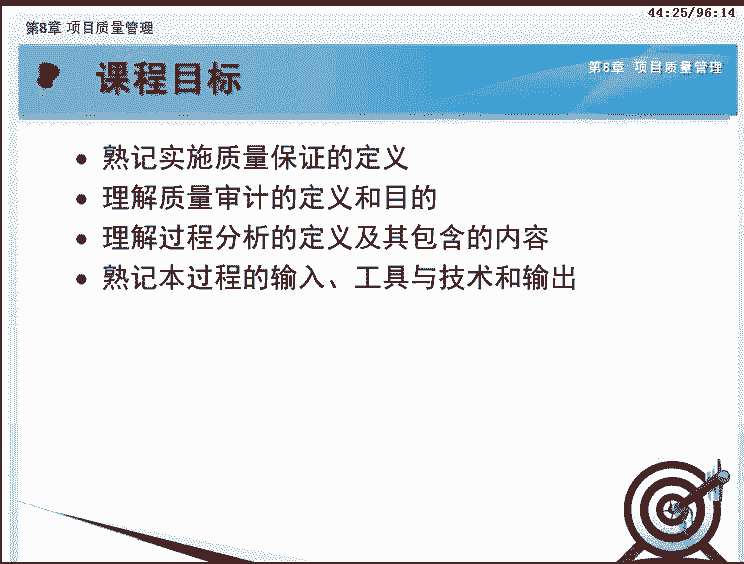 44:25/96:14
第8章 项目质量管理
课程目标
第8章 项目质量管理
熟记实施质量保证的定义
理解质量审计的定义和目的
理解过程分析的定义及其包含的内容
熟记本过程的输入、工具与技术和输出